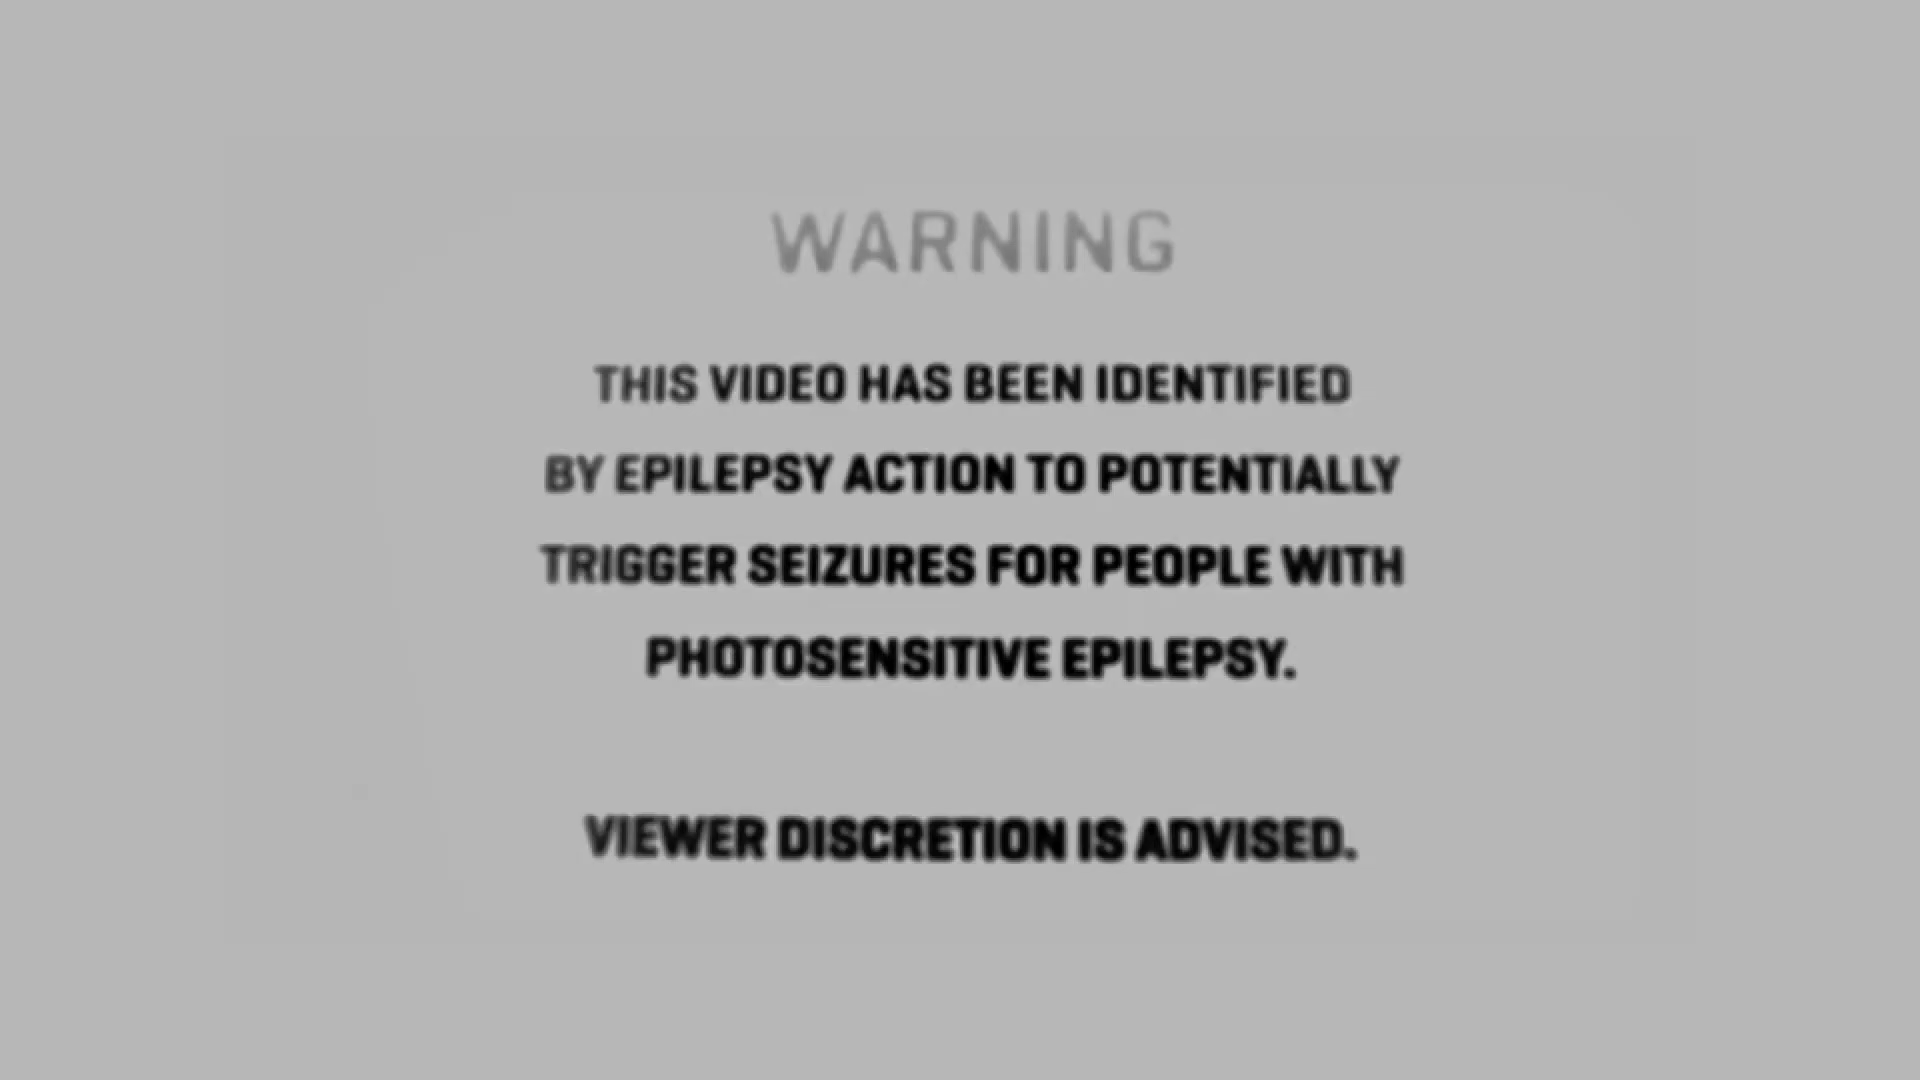 WARNING
THIS VIDEO HAS BEEN IDENTIFIED
BY EPILEPSY ACTION TO POTENTIALLY
TRIGGER SEIZURES FOR PEOPLE WITH
PHOTOSENSITIVE EPILEPSY.
VIEWER DISCRETION IS ADVISED.